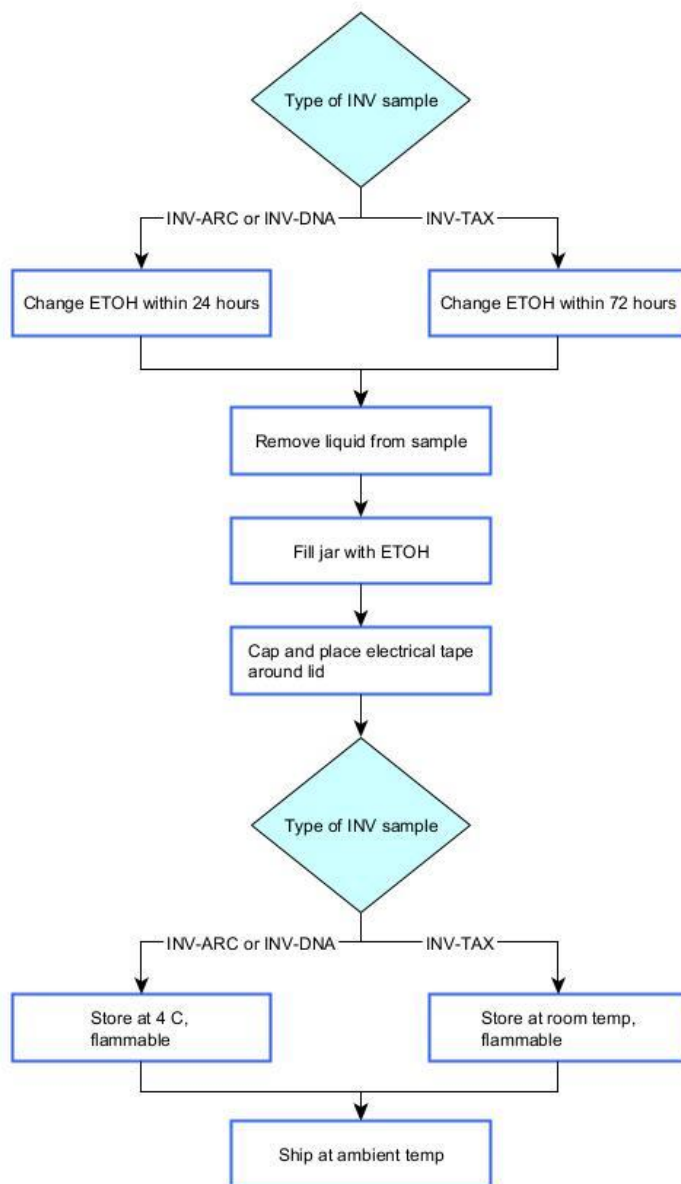 Type of INV sample
INV-ARC or INV-DNA
INV-TAX
Change ETOH within 24 hours
Change ETOH within 72 hours
Remove liquid from sample
Fill jar with ETOH
Cap and place electrical tape
around lid
Type of INV sample
INV-ARC or INV-DNA
INV-TAX
Store at 4 C,
flammable
Store at room temp,
flammable
Ship at ambient temp